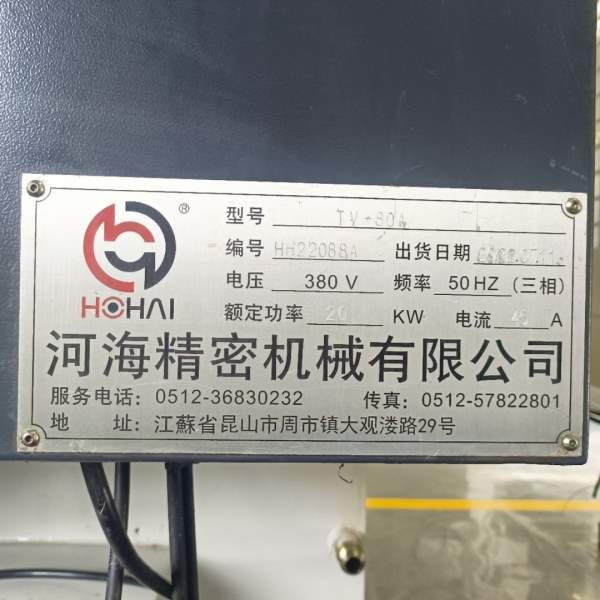 ®
型号 TV-80A
编号 HH22088A 出货日期
电压 380 V 频率 50HZ (三相)
额定功率 20 KW 电流 A
HOHAI
河海精密机械有限公司
服务电话: 0512-36830232 传真: 0512-57822801
地 址: 江蘇省昆山市周市镇大观溇路29号